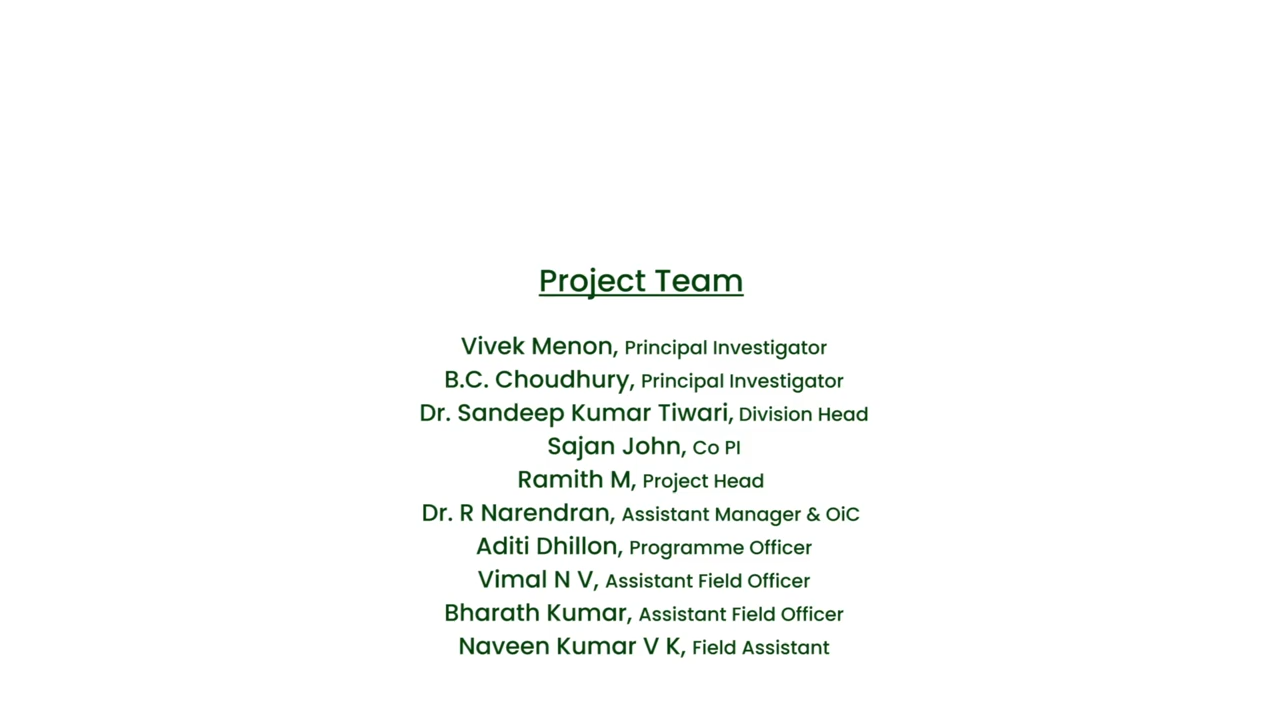 Project Team
Vivek Menon, Principal Investigator
B.C. Choudhury, Principal Investigator
Dr. Sandeep Kumar Tiwari, Division Head
Sajan John, Co PI
Ramith M, Project Head
Dr. R Narendran, Assistant Manager & OiC
Aditi Dhillon, Programme Officer
Vimal N V, Assistant Field Officer
Bharath Kumar, Assistant Field Officer
Naveen Kumar V K, Field Assistant